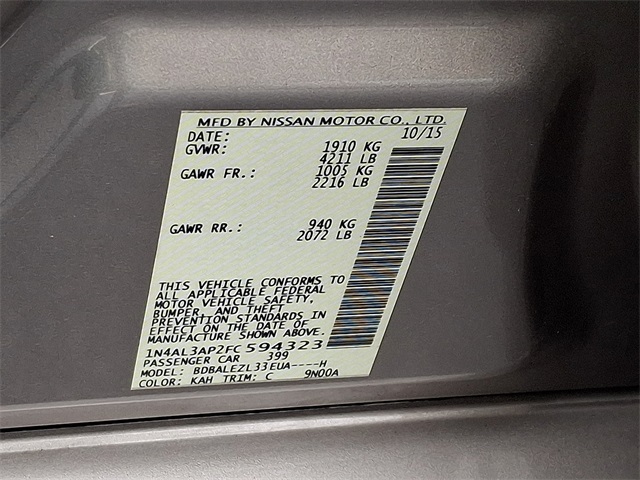 MFD BY NISSAN MOTOR CO., LTD.
DATE: 10/15
GVWR: 1910 KG
4211 LB
GAWR FR.: 1005 KG
2216 LB
GAWR RR.: 940 KG
2072 LB
THIS VEHICLE CONFORMS TO
ALL APPLICABLE FEDERAL
MOTOR VEHICLE SAFETY,
BUMPER, AND THEFT
PREVENTION STANDARDS IN
EFFECT ON THE DATE OF
MANUFACTURE SHOWN ABOVE.
1N4AL3AP2FC594323
PASSENGER CAR 399
MODEL: BDBALEZL33EUA----H
COLOR: KAH TRIM: C 9N00A